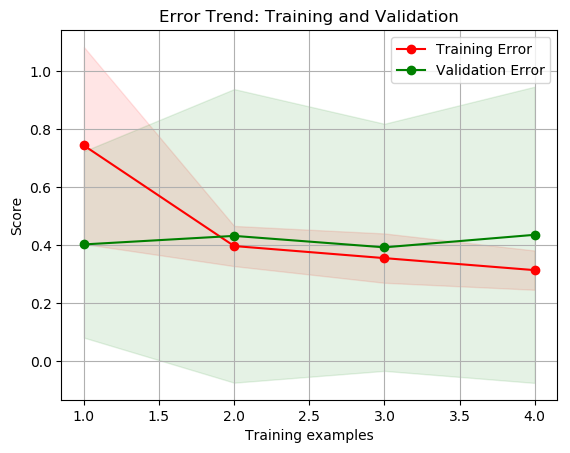 Error Trend: Training and Validation
Training Error
Validation Error
Score
1.0
0.8
0.6
0.4
0.2
0.0
1.0 1.5 2.0 2.5 3.0 3.5 4.0
Training examples